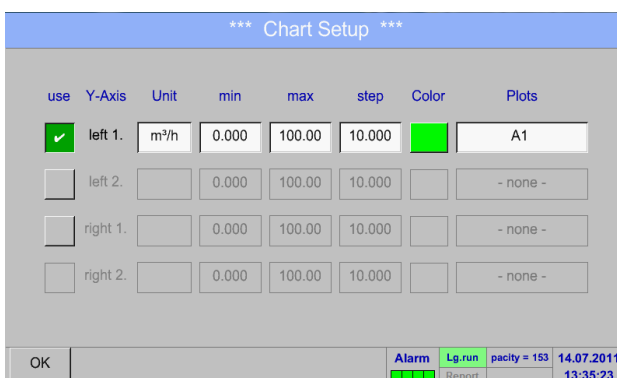 *** Chart Setup ***
use Y-Axis Unit min max step Color Plots
left 1. m³/h 0.000 100.00 10.000 A1
left 2. 0.000 100.00 10.000 - none -
right 1. 0.000 100.00 10.000 - none -
right 2. 0.000 100.00 10.000 - none -
OK Alarm Lg.run pacity = 153 14.07.2011
Report 13:35:23